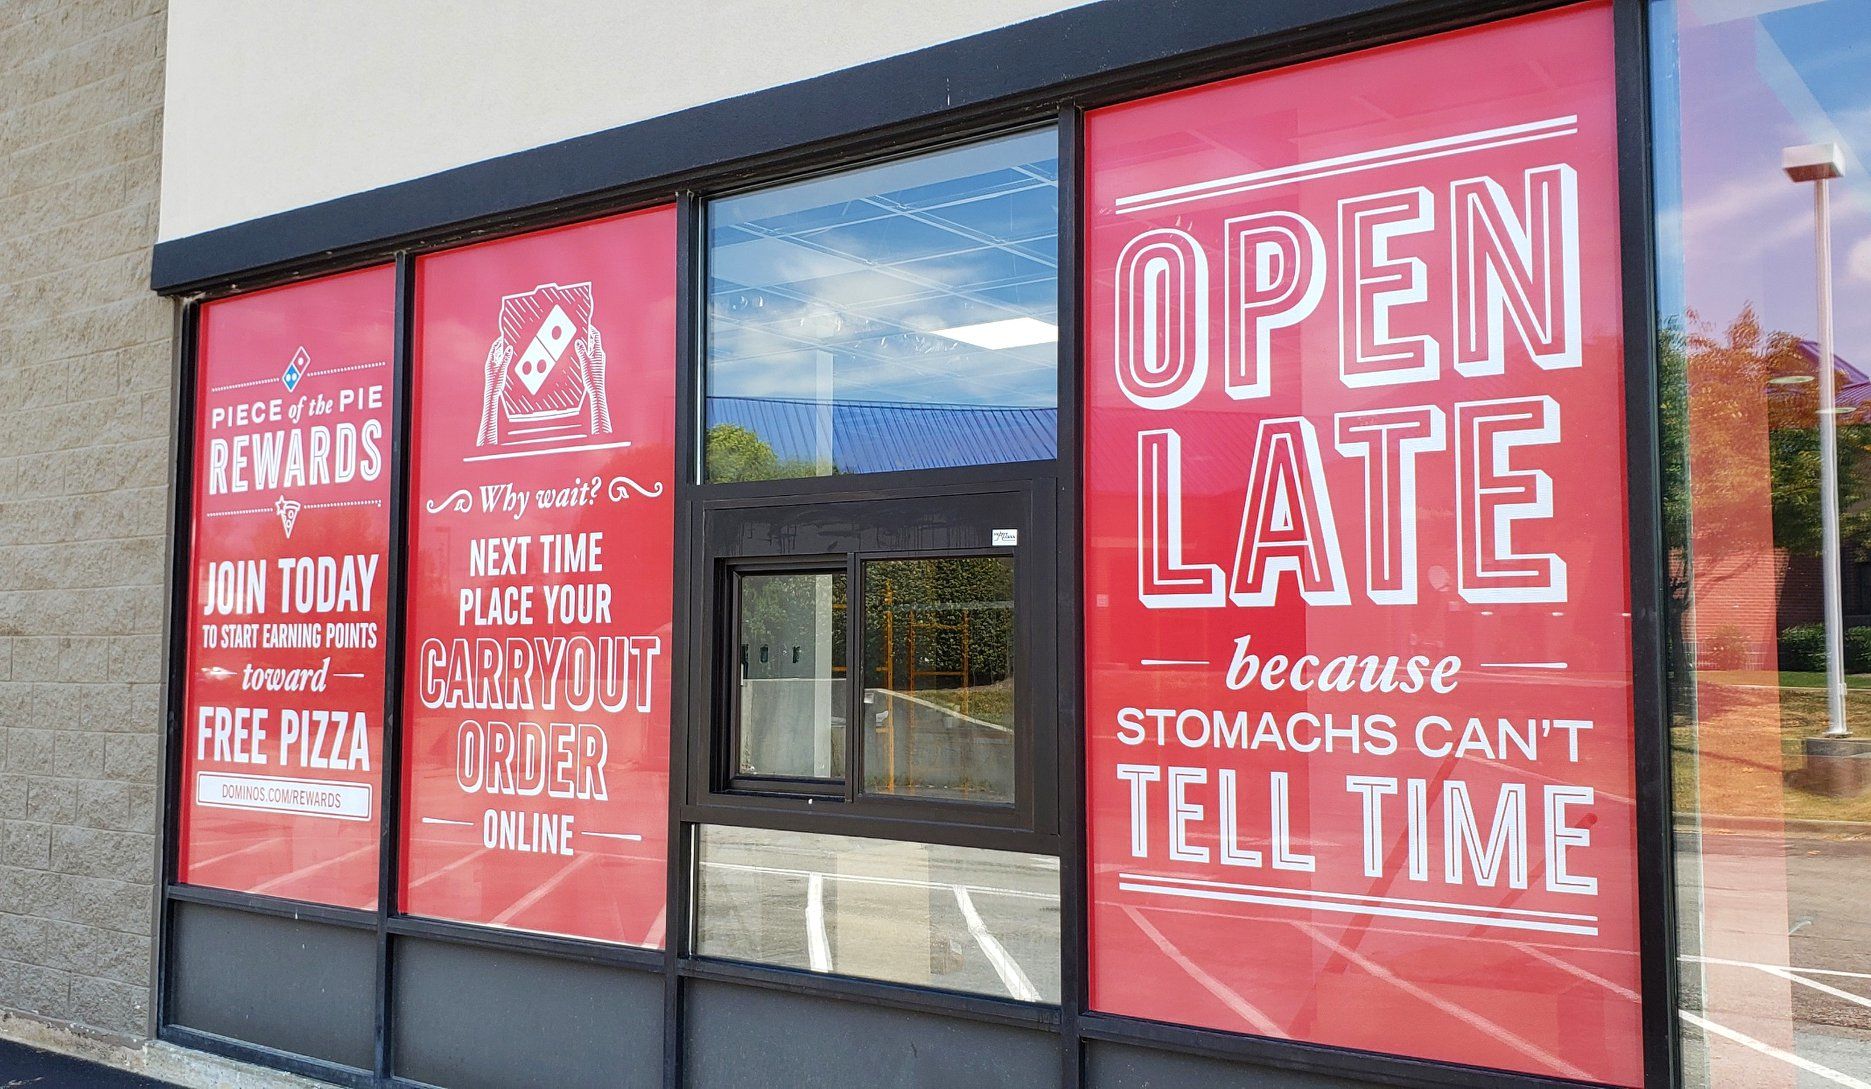 PIECE of the PIE
REWARDS
JOIN TODAY
TO START EARNING POINTS
toward
FREE PIZZA
DOMINOS.COM/REWARDS
Why wait?
NEXT TIME
PLACE YOUR
CARRYOUT
ORDER
ONLINE
OPEN
LATE
because
STOMACHS CAN'T
TELL TIME